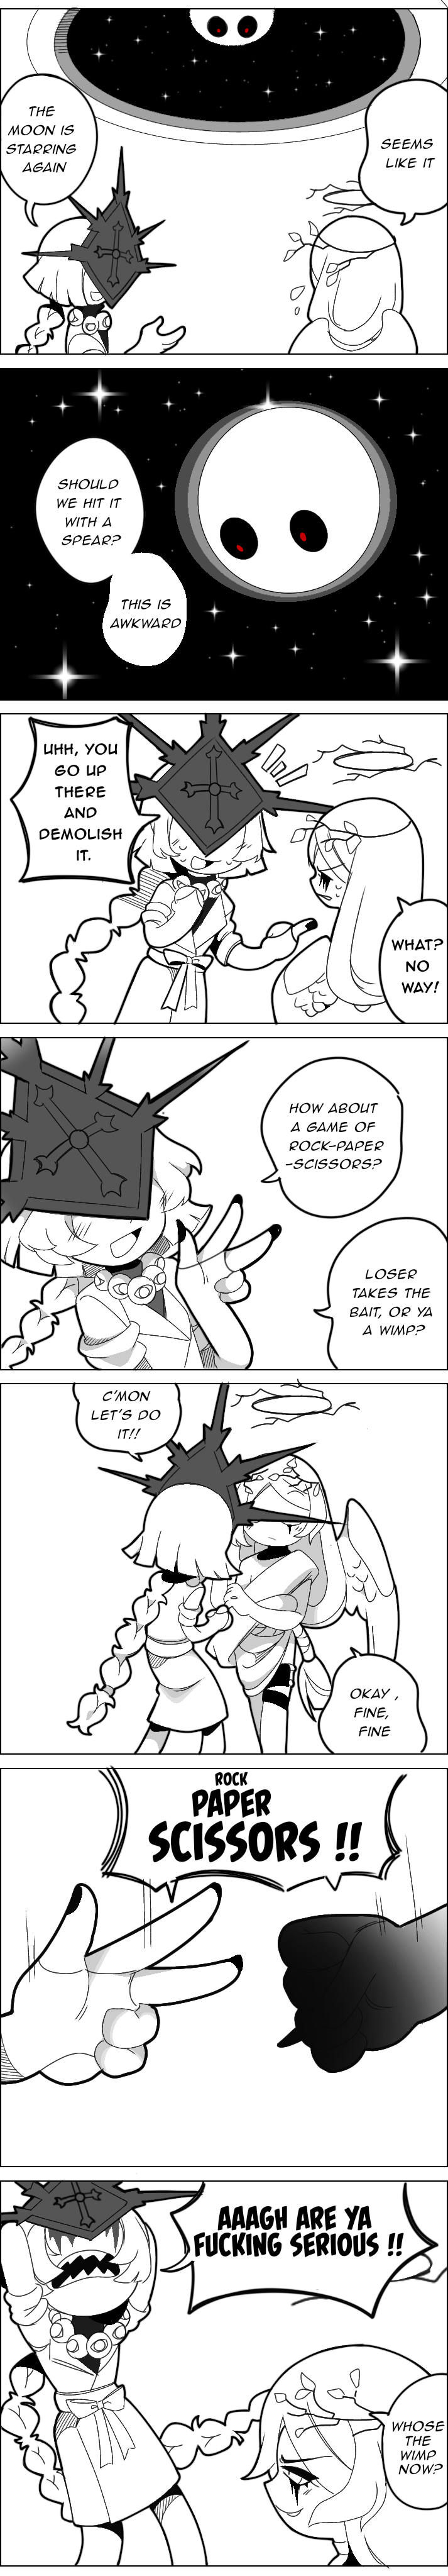 THE
MOON IS
STARRING
AGAIN
SEEMS
LIKE IT
SHOULD
WE HIT IT
WITH A
SPEAR?
THIS IS
AWKWARD
UHH, YOU
GO UP
THERE
AND
DEMOLISH
IT.
WHAT?
NO
WAY!
HOW ABOUT
A GAME OF
ROCK-PAPER
-SCISSORS?
LOSER
TAKES THE
BAIT, OR YA
A WIMP?
C'MON
LET'S DO
IT!!
OKAY ,
FINE,
FINE
ROCK
PAPER
SCISSORS !!
AAAGH ARE YA
FUCKING SERIOUS !!
WHOSE
THE
WIMP
NOW?